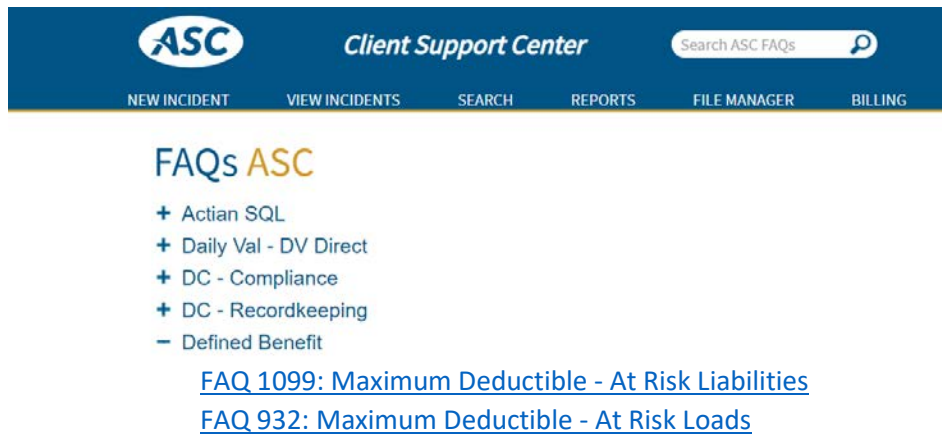 ASC Client Support Center Search ASC FAQs
NEW INCIDENT VIEW INCIDENTS SEARCH REPORTS FILE MANAGER BILLING
FAQs ASC
+ Actian SQL
+ Daily Val - DV Direct
+ DC - Compliance
+ DC - Recordkeeping
− Defined Benefit
FAQ 1099: Maximum Deductible - At Risk Liabilities
FAQ 932: Maximum Deductible - At Risk Loads